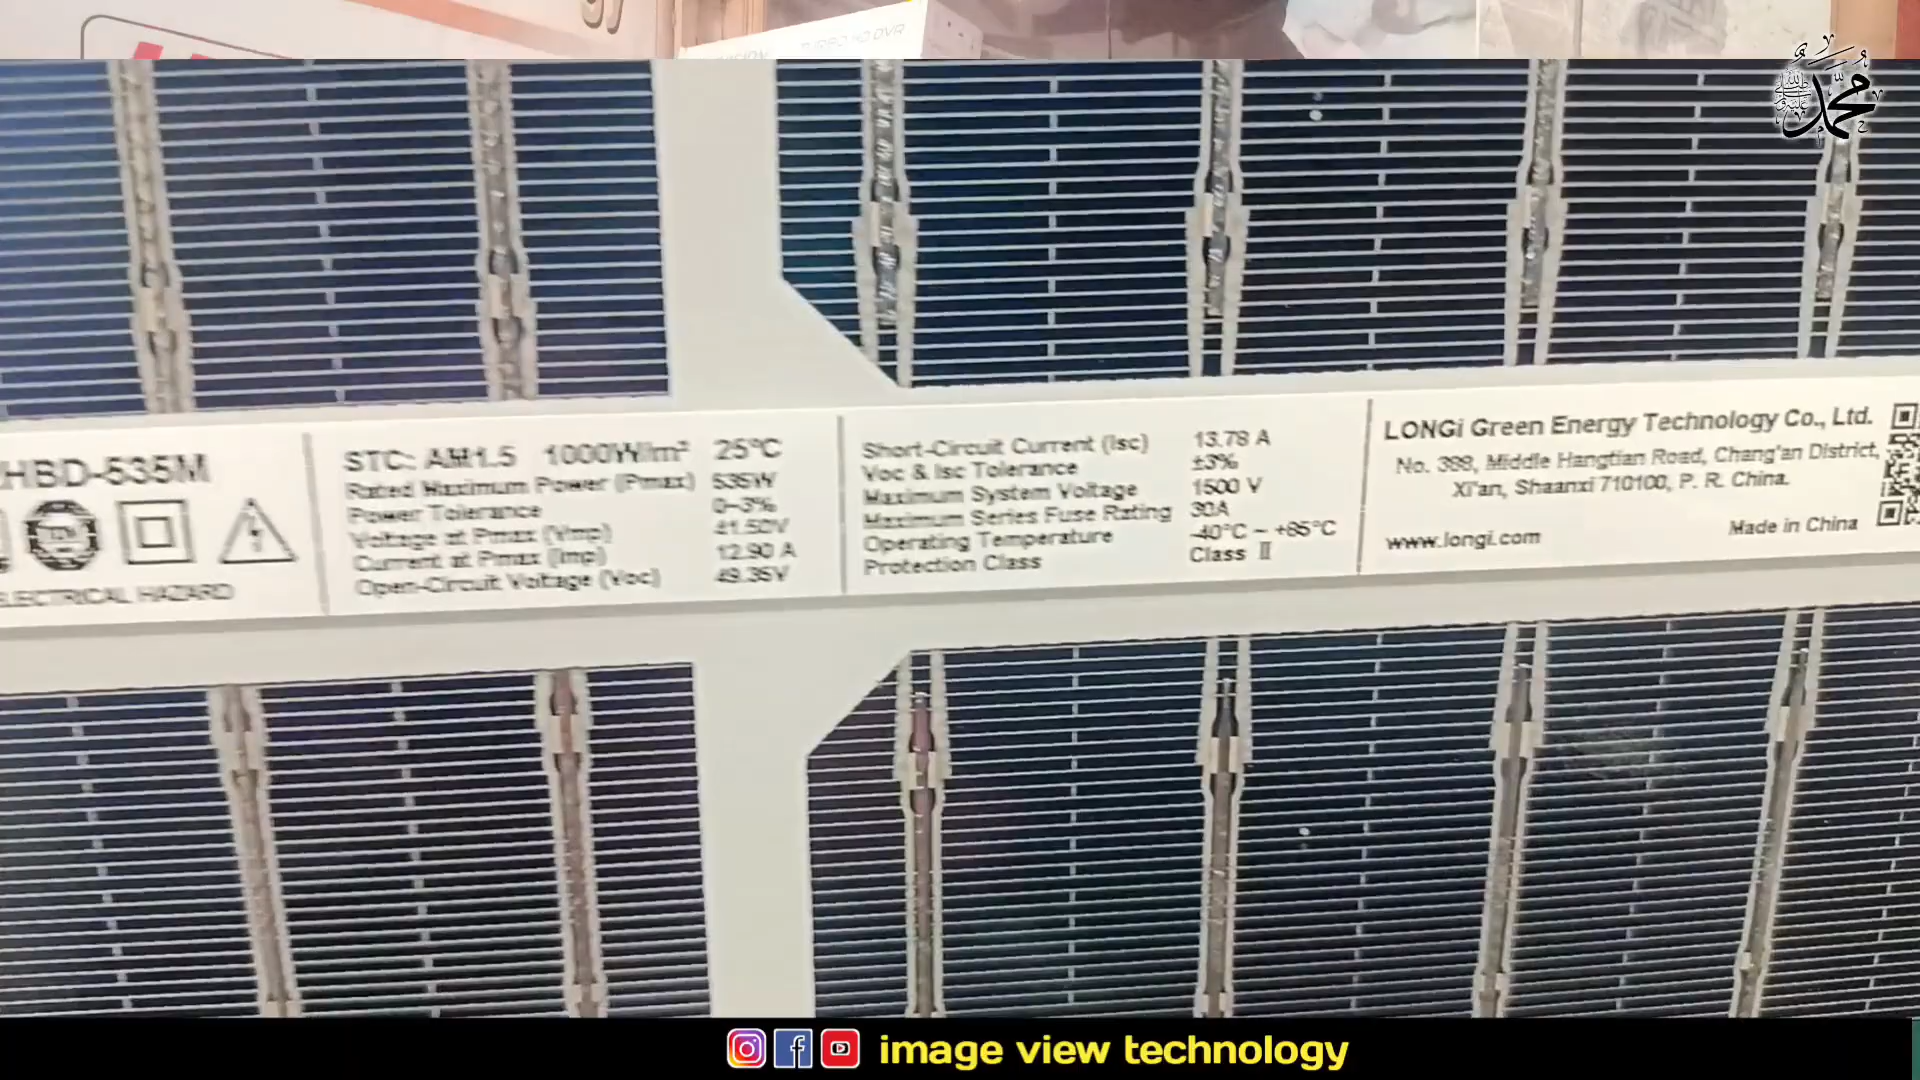 HBD-535M
ELECTRICAL HAZARD
STC: AM1.5 1000W/m² 25°C
Rated Maximum Power (Pmax) 535W
Power Tolerance 0~3%
Voltage at Pmax (Vmp) 41.50V
Current at Pmax (Imp) 12.90 A
Open-Circuit Voltage (Voc) 49.35V
Short-Circuit Current (Isc) 13.78 A
Voc & Isc Tolerance ±3%
Maximum System Voltage 1500 V
Maximum Series Fuse Rating 30A
Operating Temperature -40°C ~ +85°C
Protection Class Class Ⅱ
LONGi Green Energy Technology Co., Ltd.
No. 388, Middle Hangtian Road, Chang'an District,
Xi'an, Shaanxi 710100, P. R. China.
www.longi.com
Made in China
محمد
image view technology